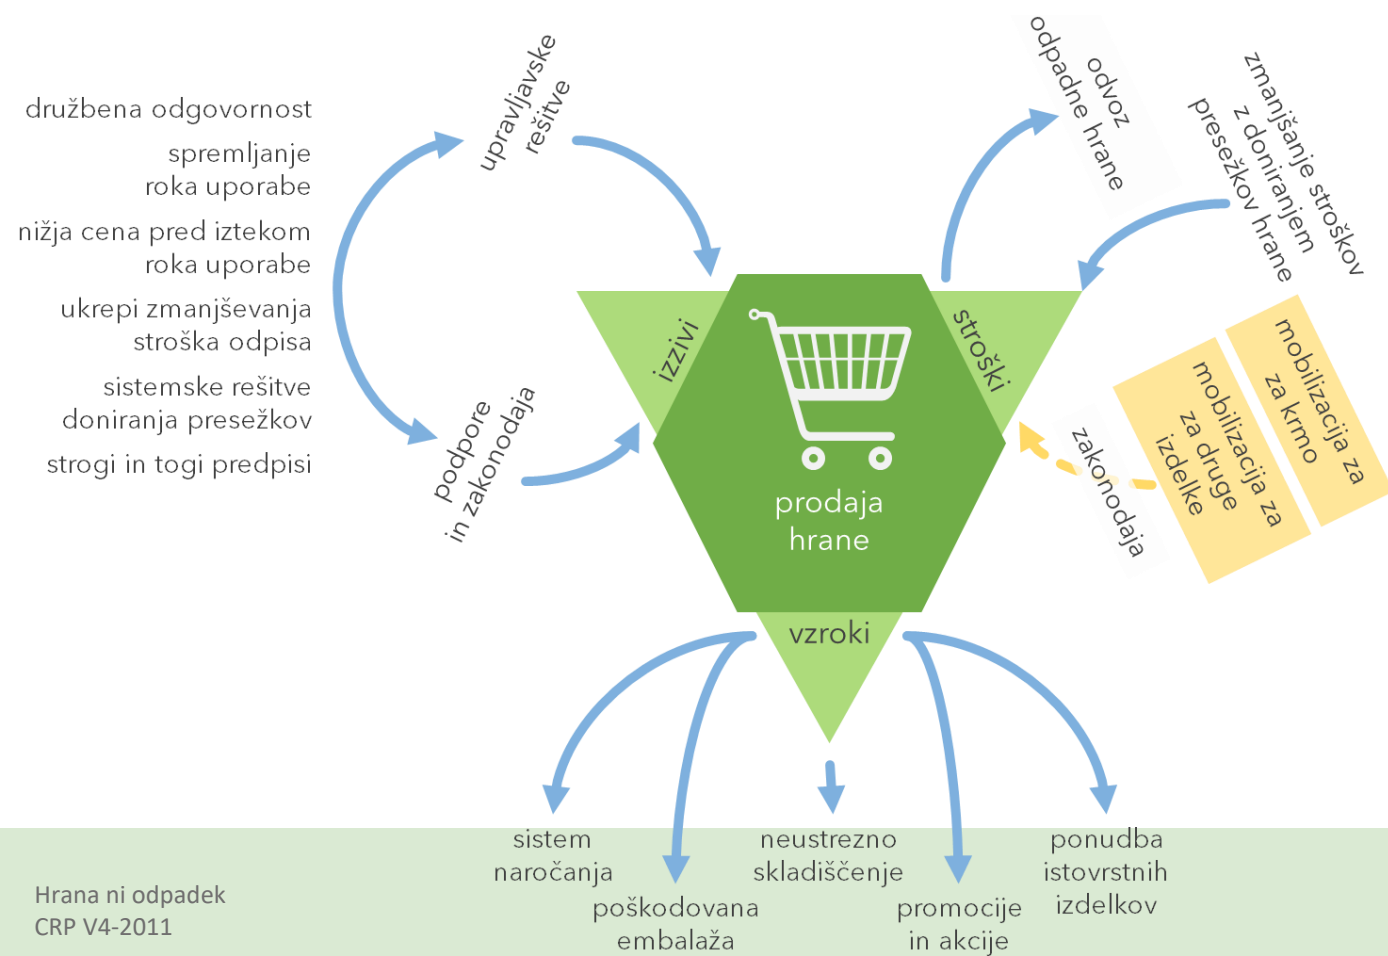 družbena odgovornost
spremljanje
roka uporabe
nižja cena pred iztekom
roka uporabe
ukrepi zmanjševanja
stroška odpisa
sistemske rešitve
doniranja presežkov
strogi in togi predpisi
upravljavske
rešitve
podpore
in zakonodaja
izzivi
stroški
prodaja
hrane
vzroki
odvoz
odpadne hrane
zmanjšanje stroškov
z doniranjem
presežkov hrane
mobilizacija za
za krmo
mobilizacija za
za druge
izdelke
zakonodaja
sistem
naročanja
poškodovana
embalaža
neustrezno
skladiščenje
promocije
in akcije
ponudba
istovrstnih
izdelkov
Hrana ni odpadek
CRP V4-2011